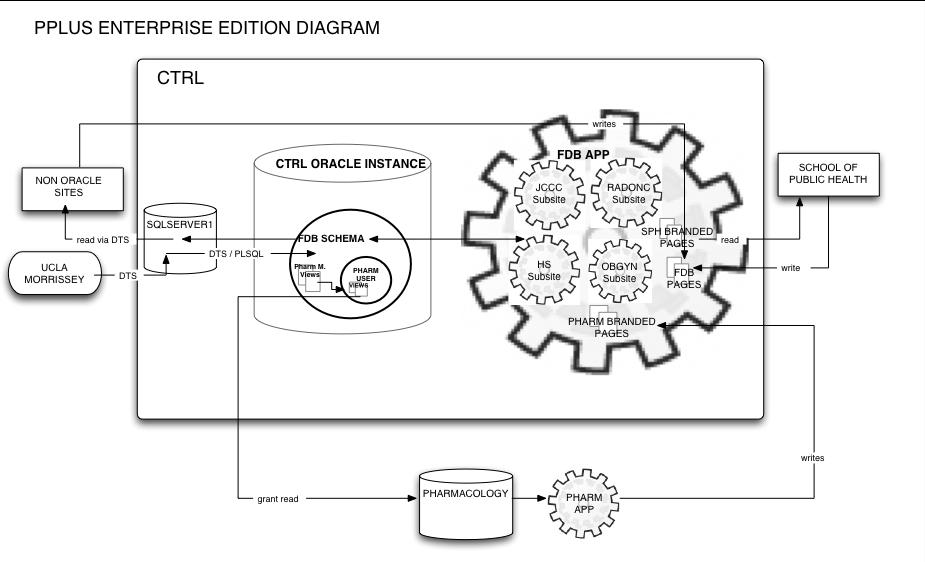 PPLUS ENTERPRISE EDITION DIAGRAM
CTRL
writes
FDB APP
CTRL ORACLE INSTANCE
NON ORACLE
SITES
SCHOOL OF
PUBLIC HEALTH
JCCC
Subsite
RADONC
Subsite
SQLSERVER1
SPH BRANDED
PAGES
read via DTS
FDB SCHEMA
read
DTS / PLSQL
UCLA
MORRISSEY
DTS
Pharm M.
Views
PHARM
USER
VIEWS
HS
Subsite
OBGYN
Subsite
FDB
PAGES
write
PHARM BRANDED
PAGES
writes
grant read
PHARMACOLOGY
PHARM
APP